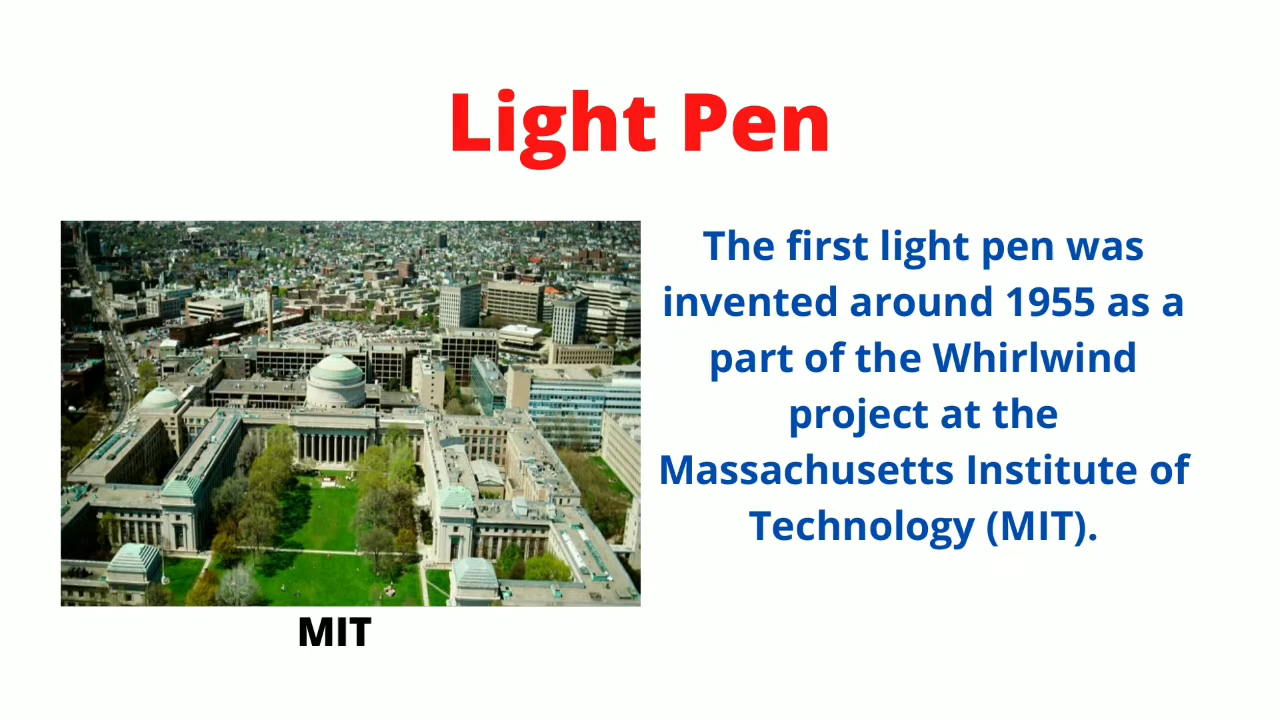 Light Pen
The first light pen was
invented around 1955 as a
part of the Whirlwind
project at the
Massachusetts Institute of
Technology (MIT).
MIT